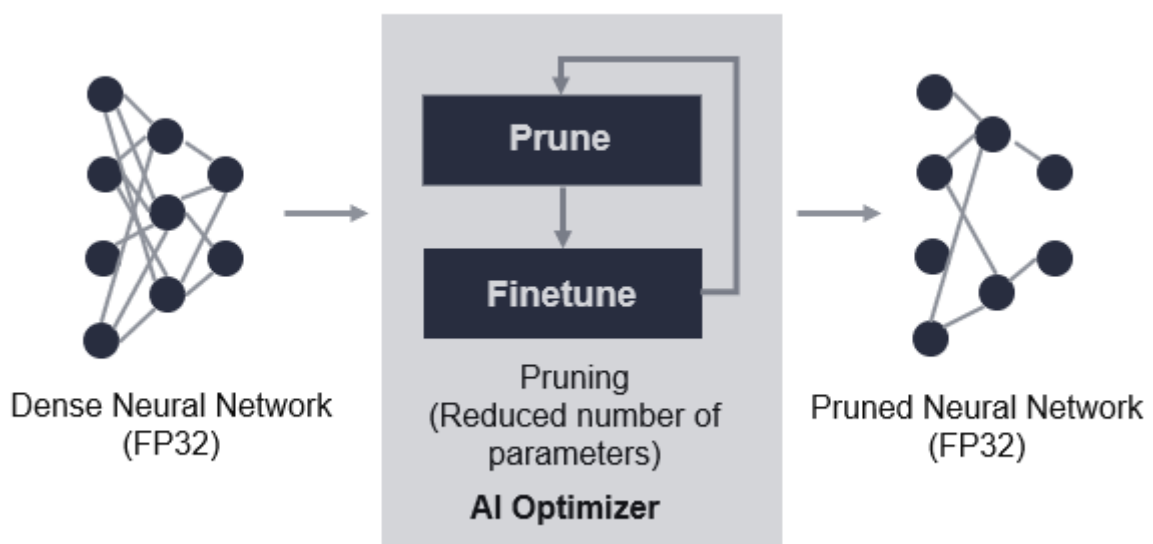 Prune
Finetune
Dense Neural Network
(FP32)
Pruning
(Reduced number of
parameters)
AI Optimizer
Pruned Neural Network
(FP32)